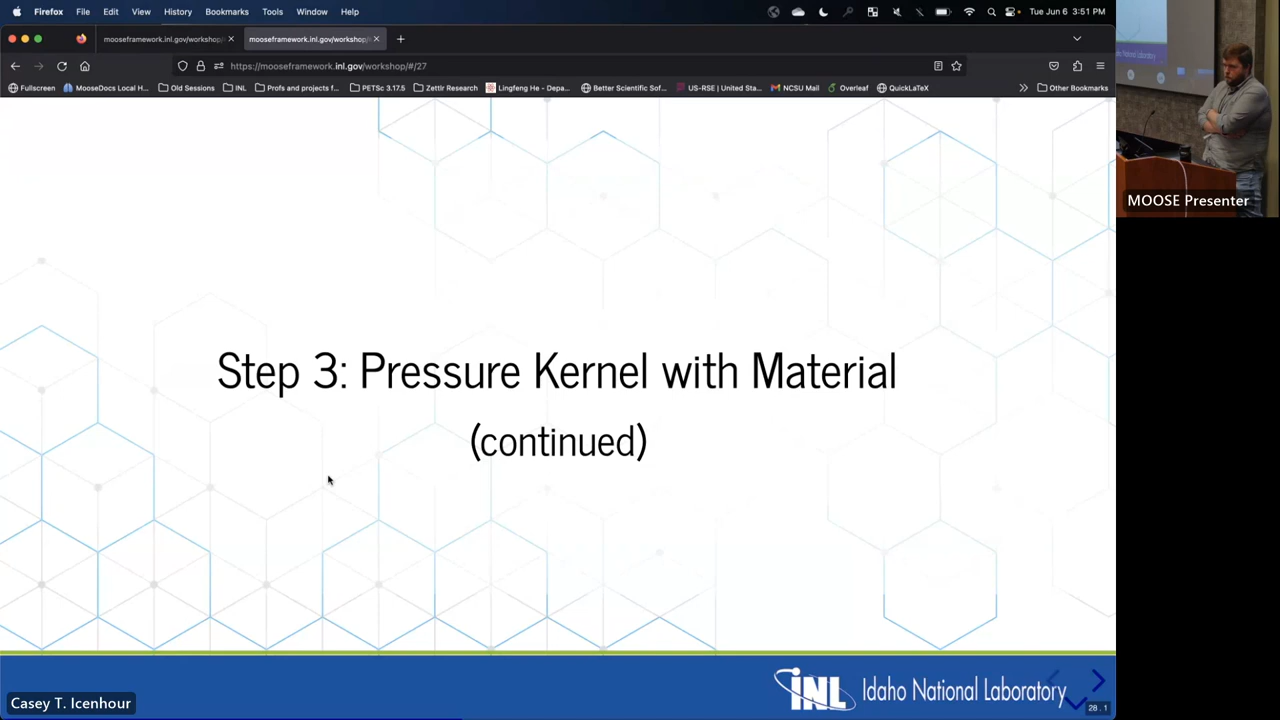 Firefox File Edit View History Bookmarks Tools Window Help Tue Jun 6 3:51 PM
mooseframework.inl.gov/workshop/ mooseframework.inl.gov/workshop/
https://mooseframework.inl.gov/workshop/#/27
Fullscreen MooseDocs Local H... Old Sessions INL Profs and projects f... PETSc 3.17.5 Zettlr Research Lingfeng He - Depa... Better Scientific Sof... US-RSE | United Sta... NCSU Mail Overleaf QuickLaTeX Other Bookmarks
MOOSE Presenter
Step 3: Pressure Kernel with Material
(continued)
INL Idaho National Laboratory
Casey T. Icenhour
28.1